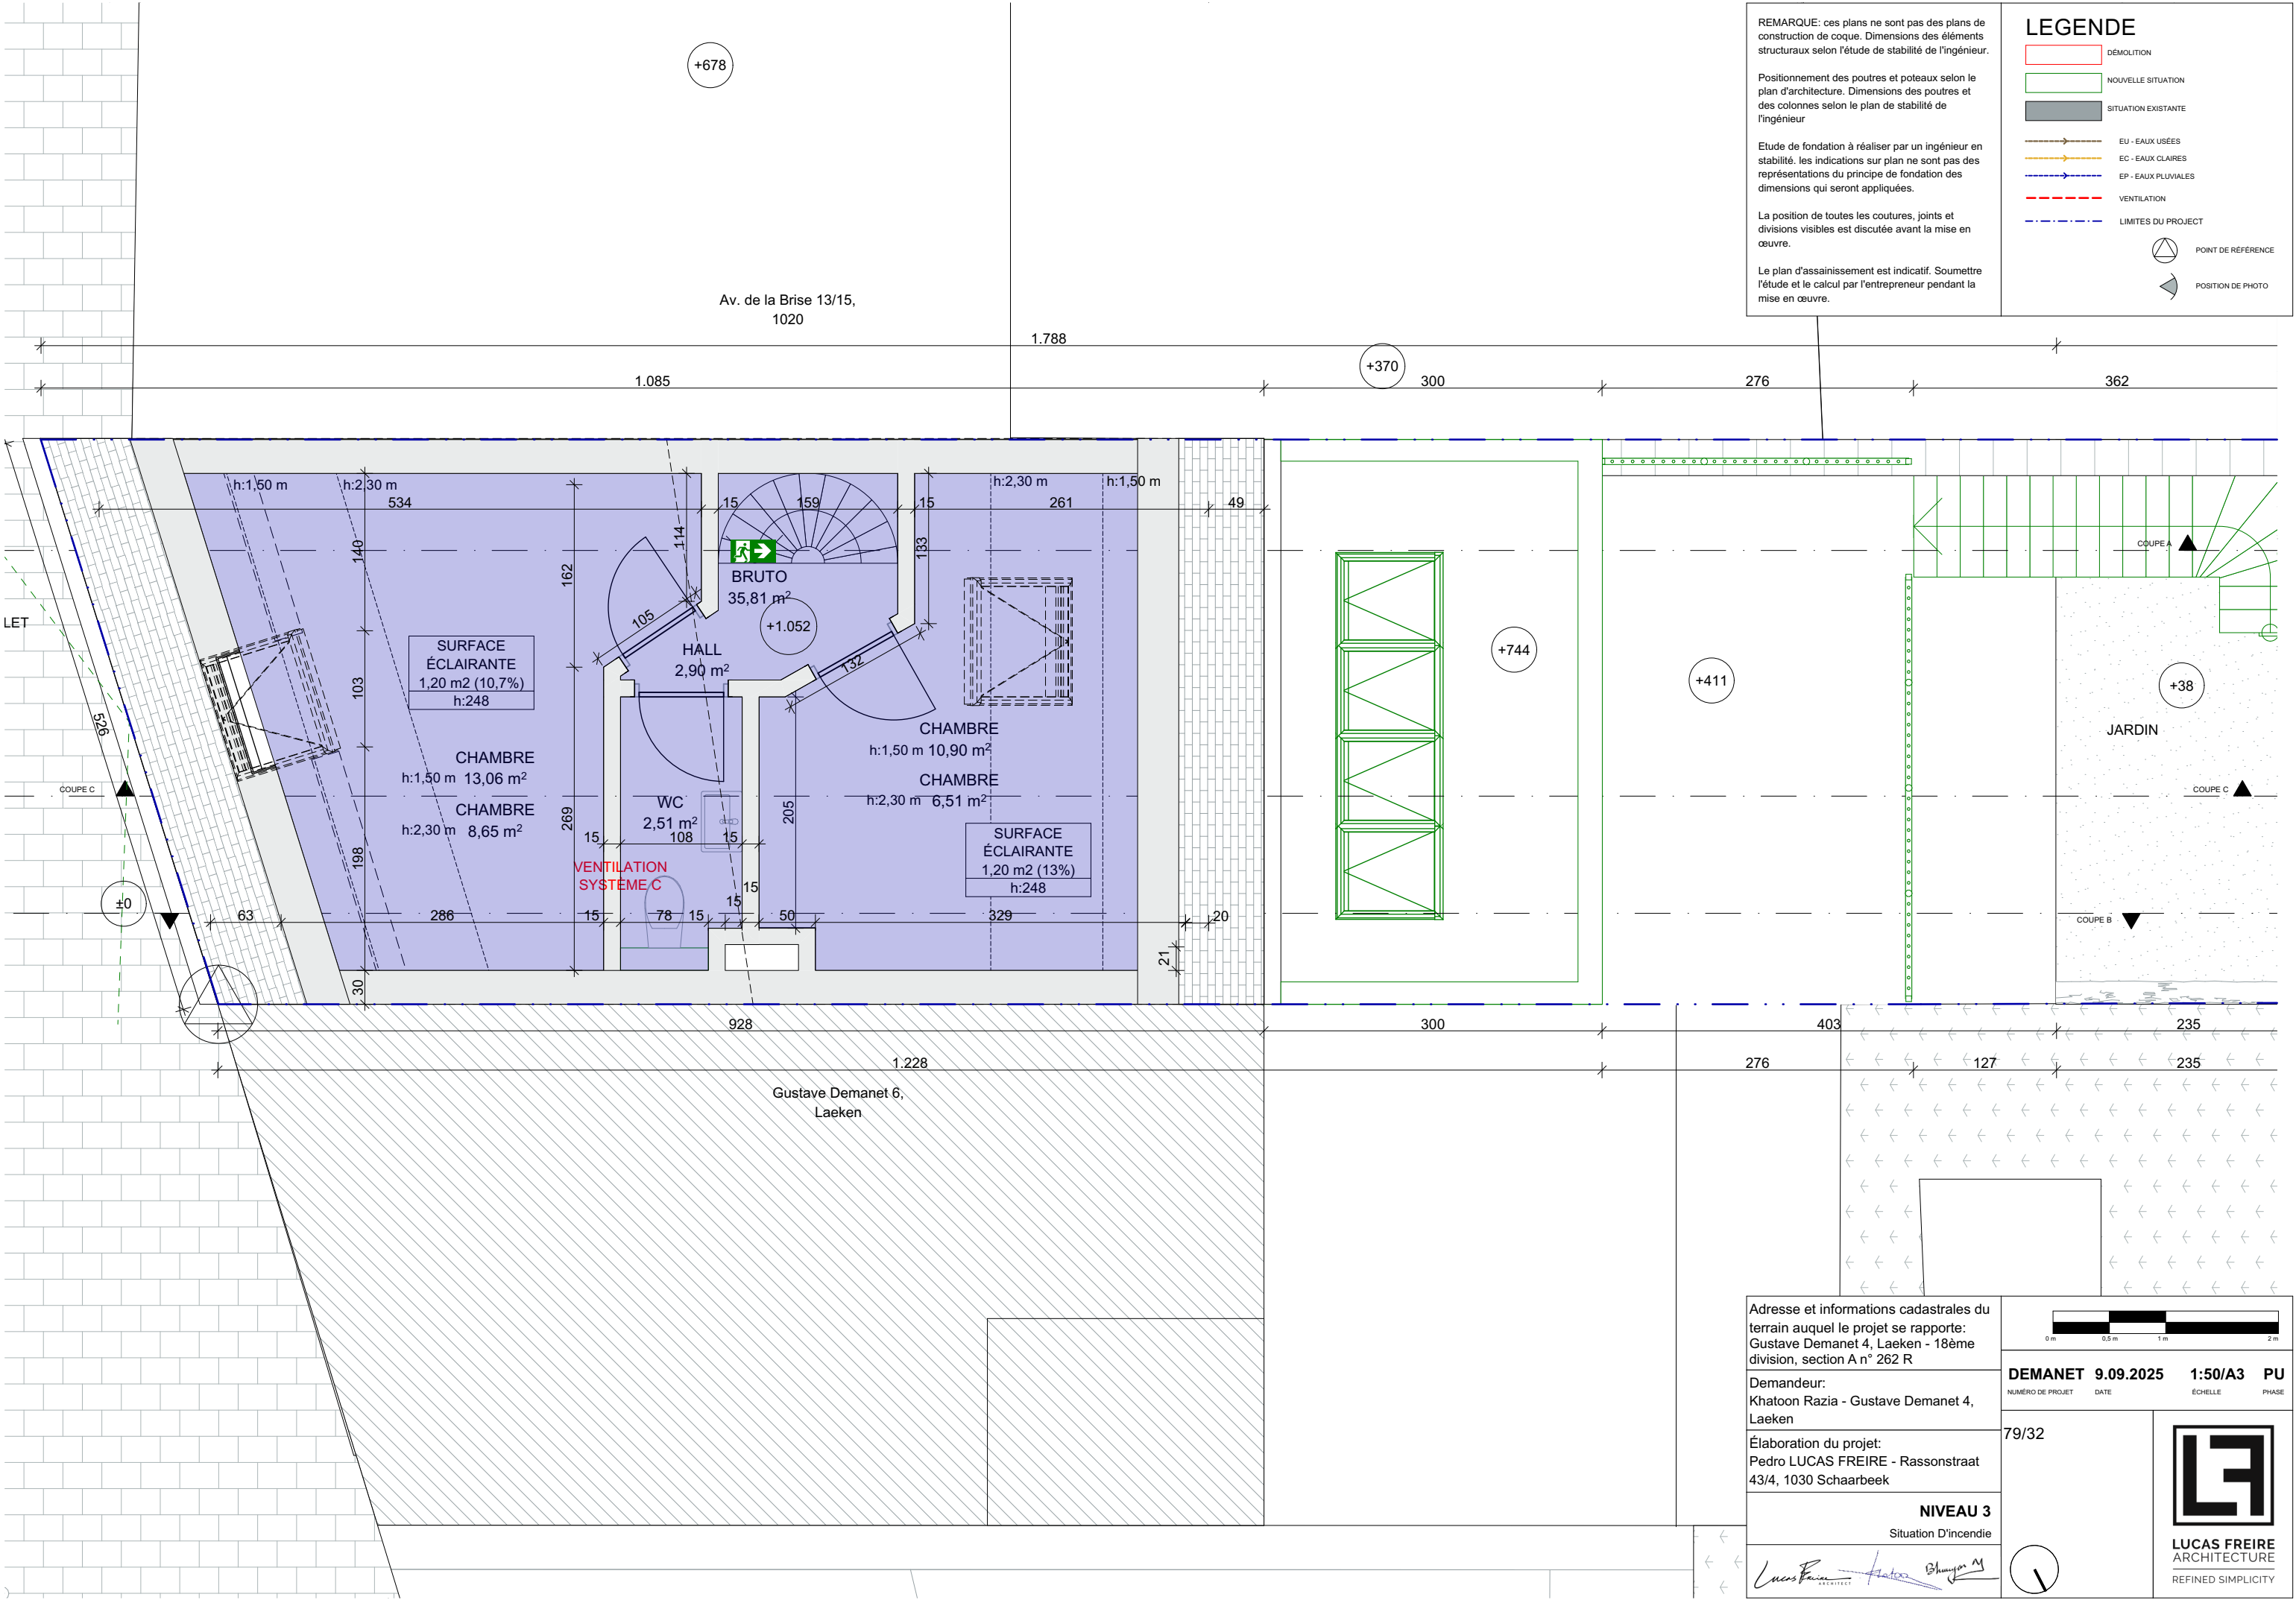 REMARQUE: ces plans ne sont pas des plans de
construction de coque. Dimensions des éléments
structuraux selon l'étude de stabilité de l'ingénieur.
Positionnement des poutres et poteaux selon le
plan d'architecture. Dimensions des poutres et
des colonnes selon le plan de stabilité de
l'ingénieur
Etude de fondation à réaliser par un ingénieur en
stabilité. les indications sur plan ne sont pas des
représentations du principe de fondation des
dimensions qui seront appliquées.
La position de toutes les coutures, joints et
divisions visibles est discutée avant la mise en
œuvre.
Le plan d'assainissement est indicatif. Soumettre
l'étude et le calcul par l'entrepreneur pendant la
mise en œuvre.
LEGENDE
DÉMOLITION
NOUVELLE SITUATION
SITUATION EXISTANTE
EU - EAUX USÉES
EC - EAUX CLAIRES
EP - EAUX PLUVIALES
VENTILATION
LIMITES DU PROJECT
POINT DE RÉFÉRENCE
POSITION DE PHOTO
+678
Av. de la Brise 13/15,
1020
1.788
+370
1.085
300
276
362
h:1,50 m
h:2,30 m
h:2,30 m
h:1,50 m
534
15
159
15
261
49
140
162
114
133
COUPE A
BRUTO
35,81 m²
+1.052
105
132
HALL
2,90 m²
LET
SURFACE
ÉCLAIRANTE
1,20 m2 (10,7%)
h:248
103
526
+744
+411
+38
JARDIN
CHAMBRE
h:1,50 m 10,90 m²
CHAMBRE
h:2,30 m 6,51 m²
CHAMBRE
h:1,50 m 13,06 m²
CHAMBRE
h:2,30 m 8,65 m²
COUPE C
COUPE C
WC
2,51 m²
269
205
198
15
108
15
SURFACE
ÉCLAIRANTE
1,20 m2 (13%)
h:248
VENTILATION
SYSTÈME C
15
15
±0
63
286
15
78
15
50
329
20
COUPE B
21
30
928
300
403
235
1.228
276
127
235
Gustave Demanet 6,
Laeken
Adresse et informations cadastrales du
terrain auquel le projet se rapporte:
Gustave Demanet 4, Laeken - 18ème
division, section A n° 262 R
Demandeur:
Khatoon Razia - Gustave Demanet 4,
Laeken
Élaboration du projet:
Pedro LUCAS FREIRE - Rassonstraat
43/4, 1030 Schaarbeek
NIVEAU 3
Situation D'incendie
Lucas Freire
ARCHITECT
0 m
0,5 m
1 m
2 m
DEMANET 9.09.2025 1:50/A3 PU
NUMÉRO DE PROJET DATE ÉCHELLE PHASE
79/32
LUCAS FREIRE
ARCHITECTURE
REFINED SIMPLICITY